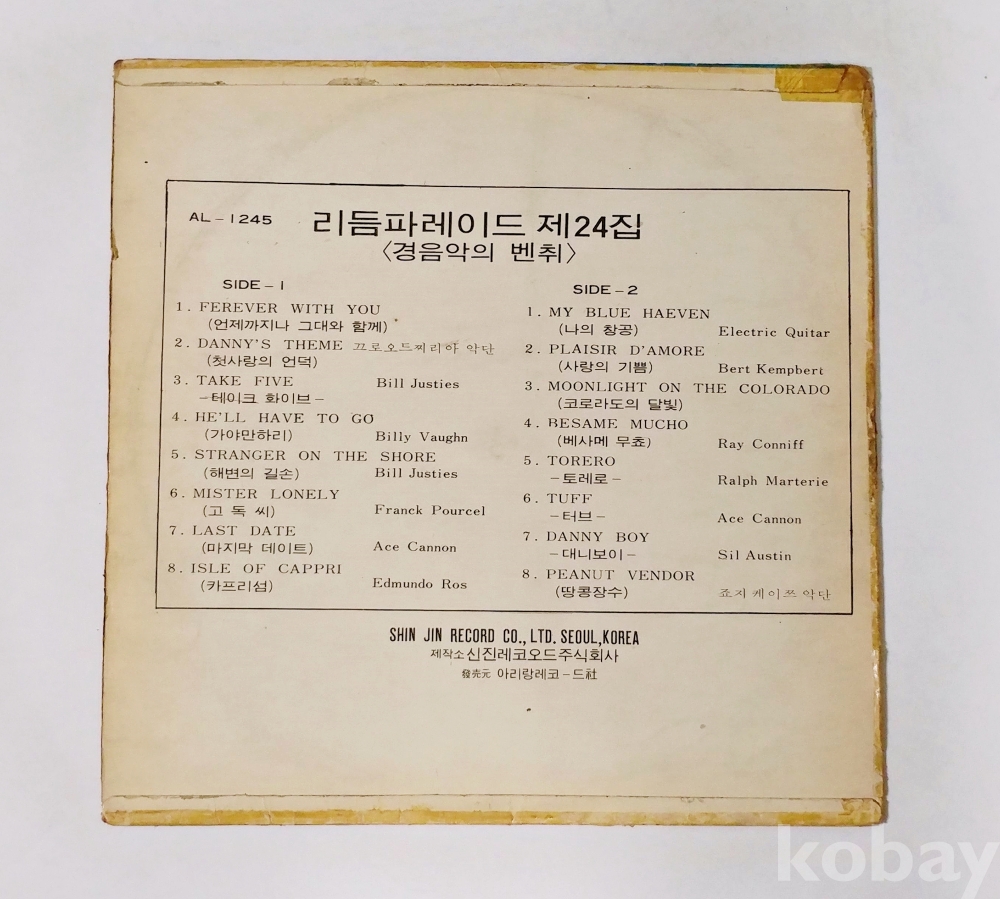 AL-1245 리듬파레이드 제24집
<경음악의 벤취>
SIDE-1
1. FEREVER WITH YOU
(언제까지나 그대와 함께)
2. DANNY'S THEME 끄로오드찌리아 악단
(첫사랑의 언덕)
3. TAKE FIVE Bill Justies
-테이크 화이브-
4. HE'LL HAVE TO GO
(가야만하리) Billy Vaughn
5. STRANGER ON THE SHORE
(해변의 길손) Bill Justies
6. MISTER LONELY
(고 독 씨) Franck Pourcel
7. LAST DATE
(마지막 데이트) Ace Cannon
8. ISLE OF CAPPRI
(카프리섬) Edmundo Ros
SIDE-2
1. MY BLUE HAEVEN
(나의 창공) Electric Quitar
2. PLAISIR D'AMORE
(사랑의 기쁨) Bert Kempbert
3. MOONLIGHT ON THE COLORADO
(코로라도의 달빛)
4. BESAME MUCHO
(베사메 무쵸) Ray Conniff
5. TORERO
-토레로- Ralph Marterie
6. TUFF
-터브- Ace Cannon
7. DANNY BOY
-대니보이- Sil Austin
8. PEANUT VENDOR
(땅콩장수) 죠지 케이쯔 악단
SHIN JIN RECORD CO., LTD. SEOUL, KOREA
제작소 신진레코오드주식회사
發売元 아리랑레코-드社
kobay